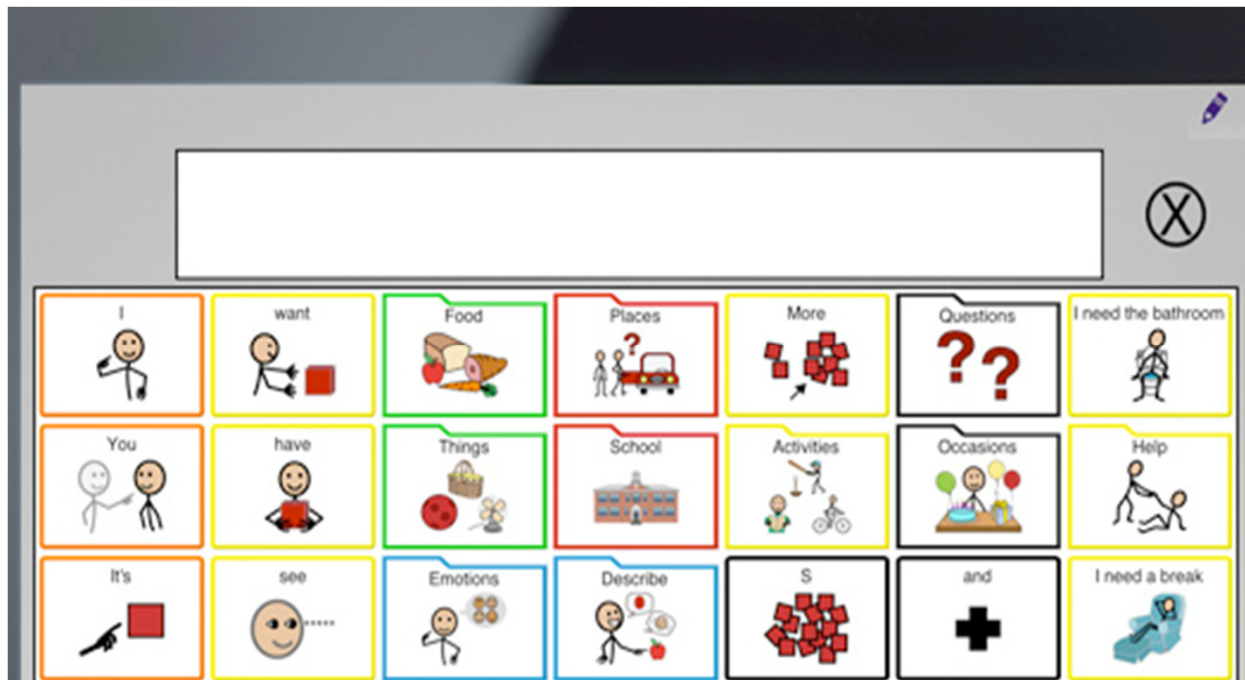 I want Food Places More Questions I need the bathroom
You have Things School Activities Occasions Help
It's see Emotions Describe S and I need a break